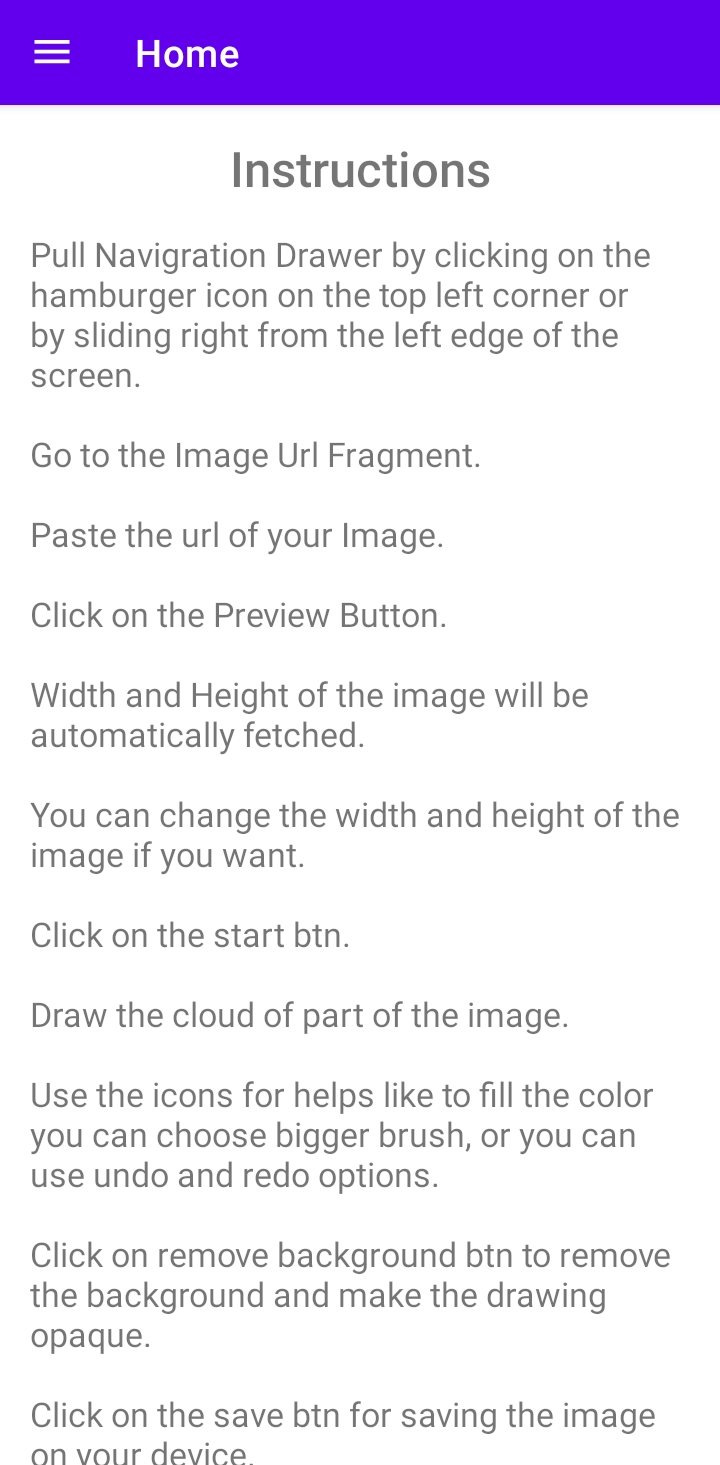 Home
Instructions
Pull Navigration Drawer by clicking on the
hamburger icon on the top left corner or
by sliding right from the left edge of the
screen.
Go to the Image Url Fragment.
Paste the url of your Image.
Click on the Preview Button.
Width and Height of the image will be
automatically fetched.
You can change the width and height of the
image if you want.
Click on the start btn.
Draw the cloud of part of the image.
Use the icons for helps like to fill the color
you can choose bigger brush, or you can
use undo and redo options.
Click on remove background btn to remove
the background and make the drawing
opaque.
Click on the save btn for saving the image
on your device.